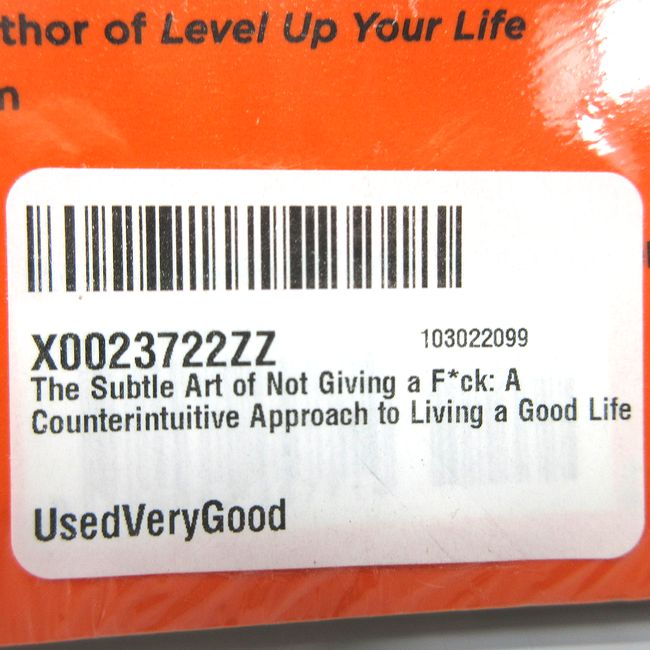 thor of Level Up Your Life
n
X0023722ZZ 103022099
The Subtle Art of Not Giving a F*ck: A
Counterintuitive Approach to Living a Good Life
UsedVeryGood